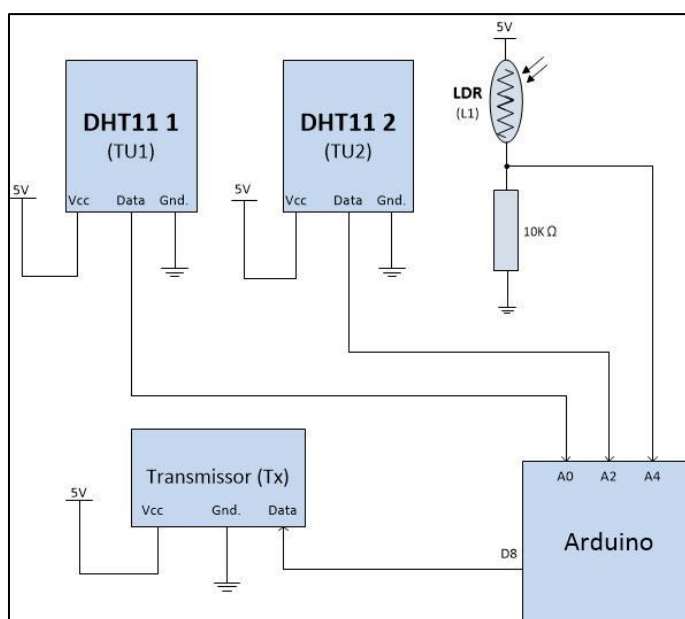 5V
DHT11 1
(TU1)
DHT11 2
(TU2)
LDR
(L1)
5V
Vcc Data Gnd.
5V
Vcc Data Gnd.
10K Ω
Transmissor (Tx)
5V
Vcc Gnd. Data
A0 A2 A4
D8
Arduino